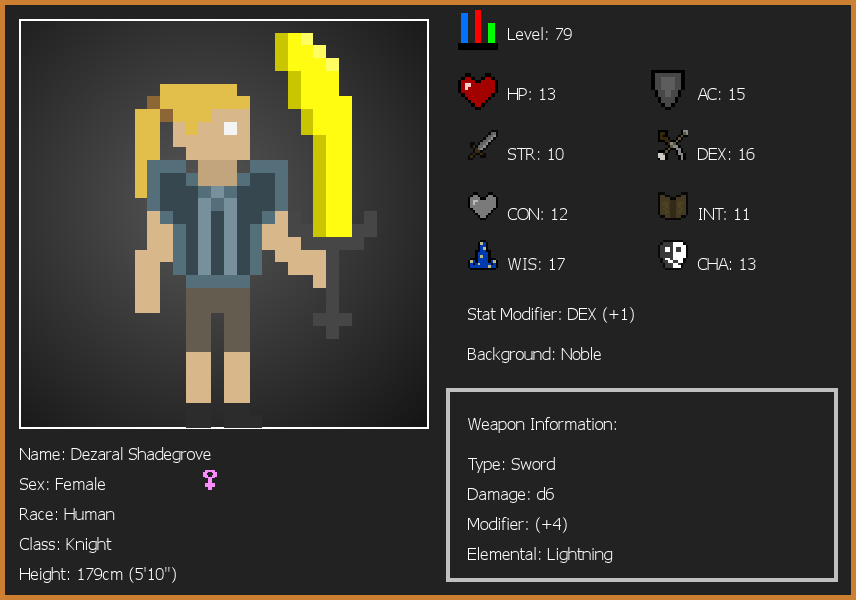 Level: 79
HP: 13
AC: 15
STR: 10
DEX: 16
CON: 12
INT: 11
WIS: 17
CHA: 13
Stat Modifier: DEX (+1)
Background: Noble
Weapon Information:
Type: Sword
Damage: d6
Modifier: (+4)
Elemental: Lightning
Name: Dezaral Shadegrove
Sex: Female
Race: Human
Class: Knight
Height: 179cm (5'10")